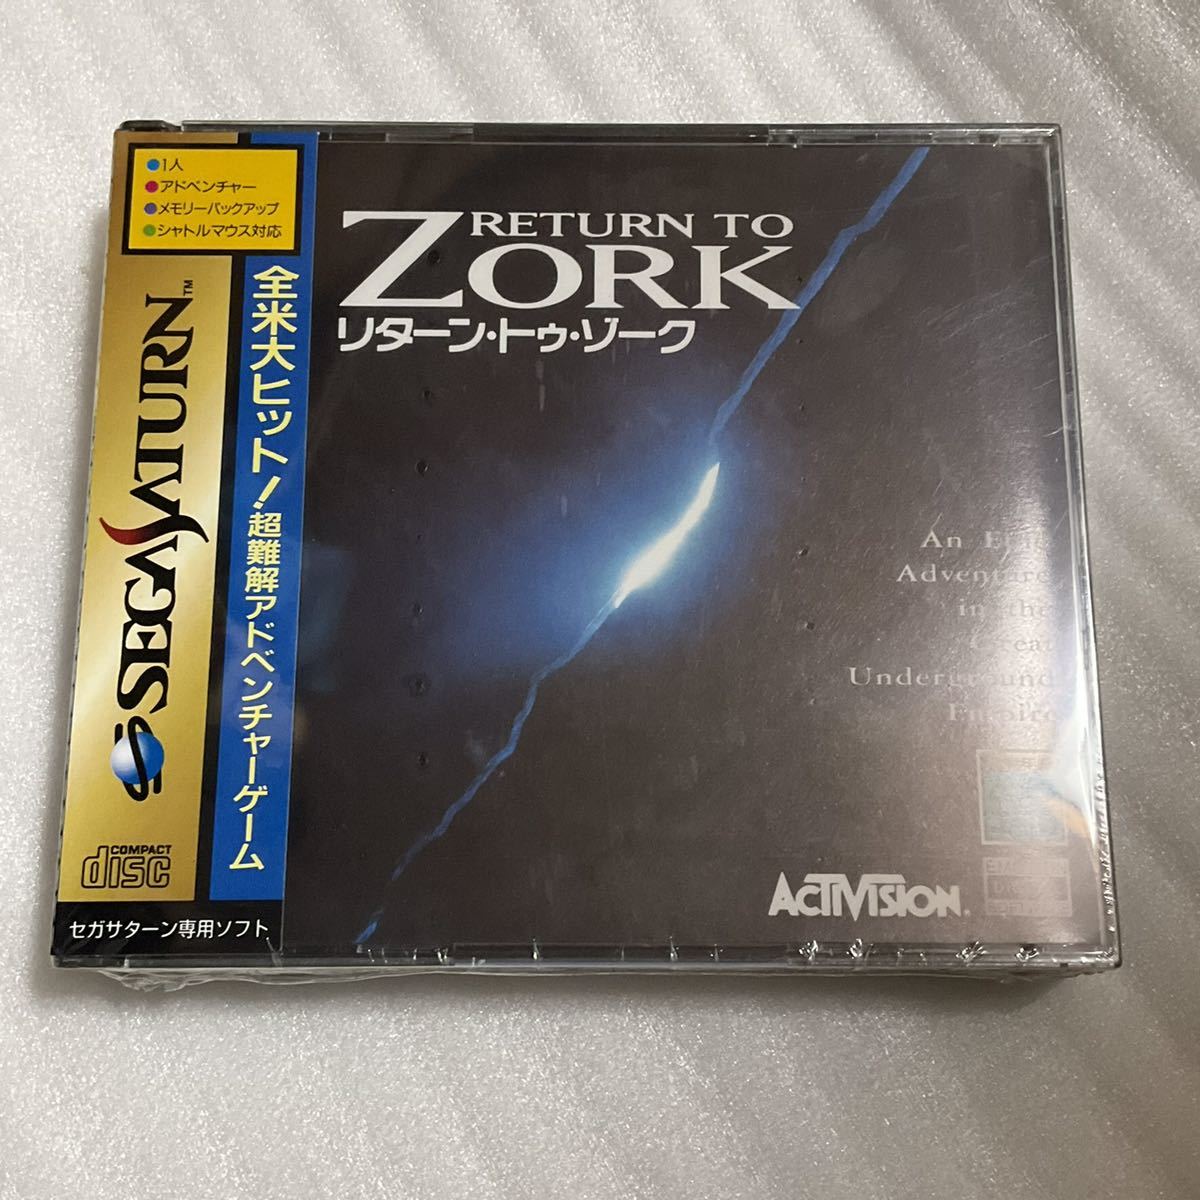 ●1人
●アドベンチャー
●メモリーバックアップ
●シャトルマウス対応
SEGA SATURN™
全米大ヒット!超難解アドベンチャーゲーム
COMPACT
disc
セガサターン専用ソフト
RETURN TO
ZORK
リターン・トゥ・ゾーク
An
Adventure
in the
Underground
Empire
ACTIVISION.